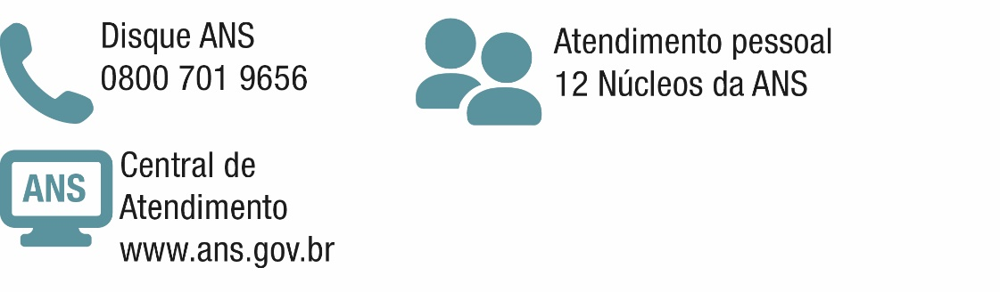 Disque ANS
0800 701 9656
Atendimento pessoal
12 Núcleos da ANS
ANS
Central de
Atendimento
www.ans.gov.br